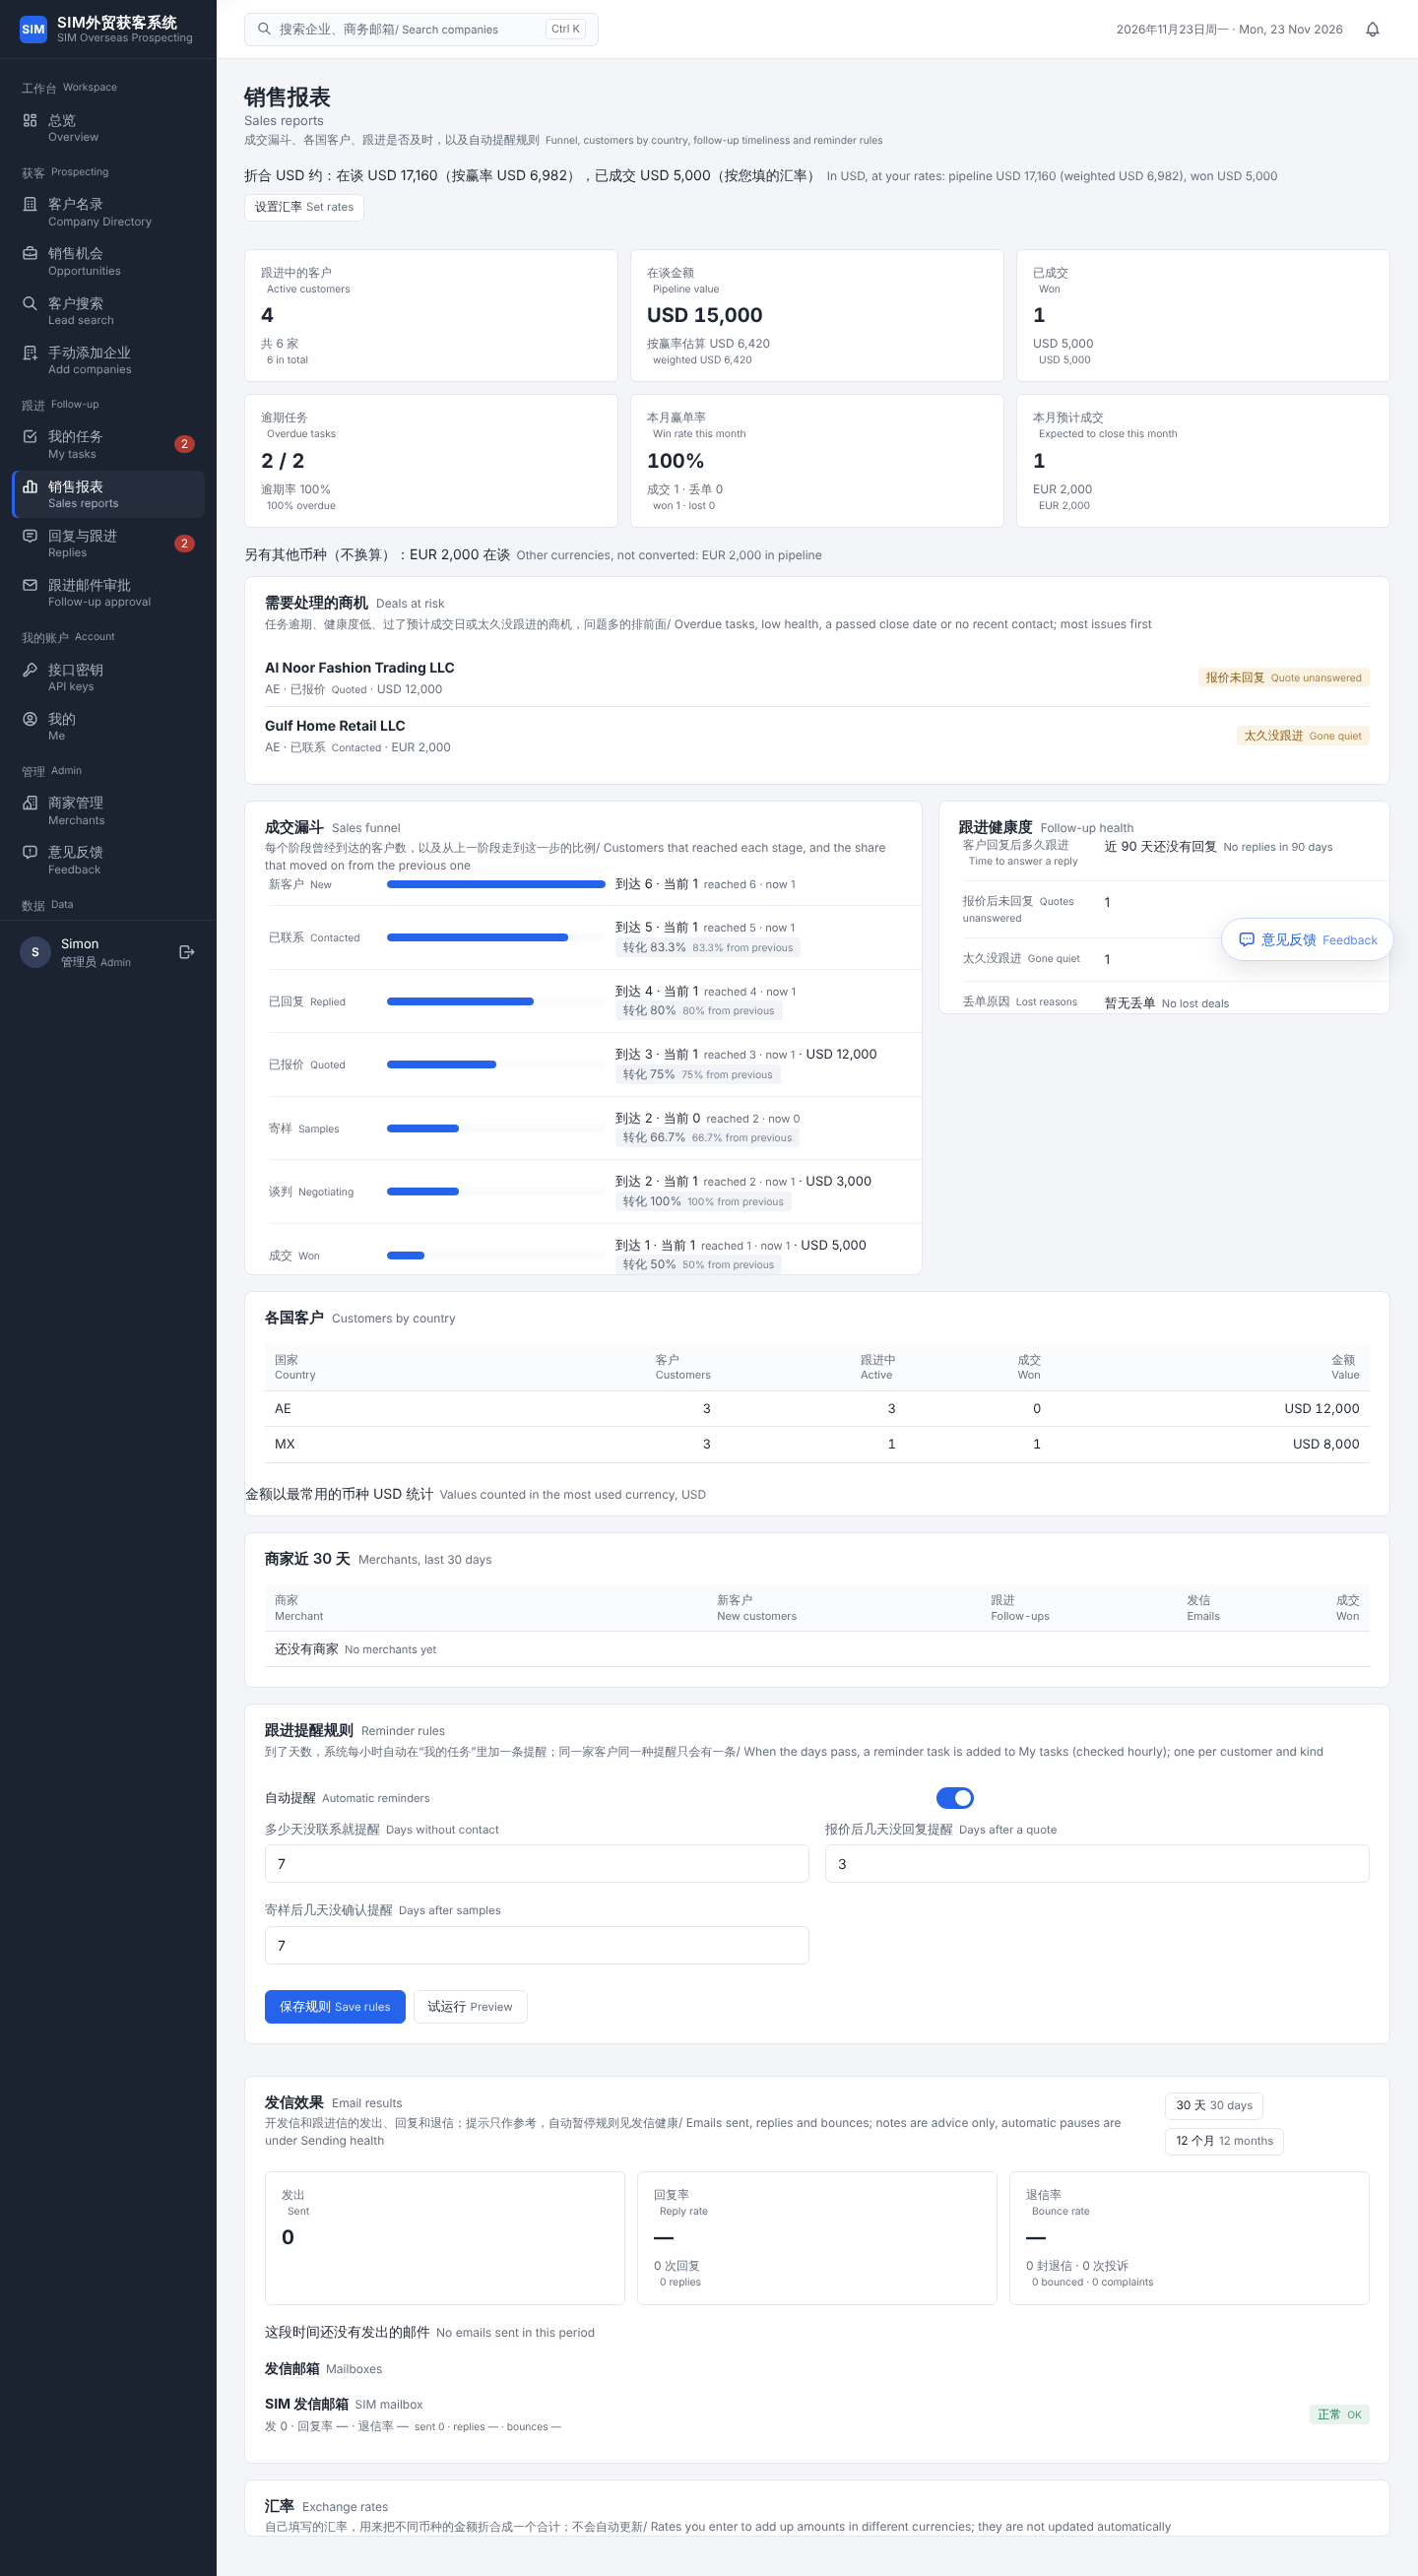 SIM
SIM外贸获客系统
SIM Overseas Prospecting
工作台 Workspace
总览
Overview
获客 Prospecting
客户名录
Company Directory
销售机会
Opportunities
客户搜索
Lead search
手动添加企业
Add companies
跟进 Follow-up
我的任务
My tasks
2
销售报表
Sales reports
回复与跟进
Replies
2
跟进邮件审批
Follow-up approval
我的账户 Account
接口密钥
API keys
我的
Me
管理 Admin
商家管理
Merchants
意见反馈
Feedback
数据 Data
S
Simon
管理员 Admin
搜索企业、商务邮箱/ Search companies
Ctrl K
2026年11月23日周一 · Mon, 23 Nov 2026
销售报表
Sales reports
成交漏斗、各国客户、跟进是否及时，以及自动提醒规则 Funnel, customers by country, follow-up timeliness and reminder rules
折合 USD 约：在谈 USD 17,160（按赢率 USD 6,982），已成交 USD 5,000（按您填的汇率） In USD, at your rates: pipeline USD 17,160 (weighted USD 6,982), won USD 5,000
设置汇率 Set rates
跟进中的客户
Active customers
4
共 6 家
6 in total
在谈金额
Pipeline value
USD 15,000
按赢率估算 USD 6,420
weighted USD 6,420
已成交
Won
1
USD 5,000
USD 5,000
逾期任务
Overdue tasks
2 / 2
逾期率 100%
100% overdue
本月赢单率
Win rate this month
100%
成交 1 · 丢单 0
won 1 · lost 0
本月预计成交
Expected to close this month
1
EUR 2,000
EUR 2,000
另有其他币种（不换算）：EUR 2,000 在谈 Other currencies, not converted: EUR 2,000 in pipeline
需要处理的商机 Deals at risk
任务逾期、健康度低、过了预计成交日或太久没跟进的商机，问题多的排前面/ Overdue tasks, low health, a passed close date or no recent contact; most issues first
Al Noor Fashion Trading LLC
AE · 已报价 Quoted · USD 12,000
报价未回复 Quote unanswered
Gulf Home Retail LLC
AE · 已联系 Contacted · EUR 2,000
太久没跟进 Gone quiet
成交漏斗 Sales funnel
每个阶段曾经到达的客户数，以及从上一阶段走到这一步的比例/ Customers that reached each stage, and the share
that moved on from the previous one
新客户 New
到达 6 · 当前 1 reached 6 · now 1
已联系 Contacted
到达 5 · 当前 1 reached 5 · now 1
转化 83.3% 83.3% from previous
已回复 Replied
到达 4 · 当前 1 reached 4 · now 1
转化 80% 80% from previous
已报价 Quoted
到达 3 · 当前 1 reached 3 · now 1 · USD 12,000
转化 75% 75% from previous
寄样 Samples
到达 2 · 当前 0 reached 2 · now 0
转化 66.7% 66.7% from previous
谈判 Negotiating
到达 2 · 当前 1 reached 2 · now 1 · USD 3,000
转化 100% 100% from previous
成交 Won
到达 1 · 当前 1 reached 1 · now 1 · USD 5,000
转化 50% 50% from previous
跟进健康度 Follow-up health
客户回复后多久跟进
Time to answer a reply
近 90 天还没有回复 No replies in 90 days
报价后未回复 Quotes
unanswered
1
太久没跟进 Gone quiet
1
丢单原因 Lost reasons
暂无丢单 No lost deals
意见反馈 Feedback
各国客户 Customers by country
国家
Country
客户
Customers
跟进中
Active
成交
Won
金额
Value
AE 3 3 0 USD 12,000
MX 3 1 1 USD 8,000
金额以最常用的币种 USD 统计 Values counted in the most used currency, USD
商家近 30 天 Merchants, last 30 days
商家
Merchant
新客户
New customers
跟进
Follow-ups
发信
Emails
成交
Won
还没有商家 No merchants yet
跟进提醒规则 Reminder rules
到了天数，系统每小时自动在“我的任务”里加一条提醒；同一家客户同一种提醒只会有一条/ When the days pass, a reminder task is added to My tasks (checked hourly); one per customer and kind
自动提醒 Automatic reminders
多少天没联系就提醒 Days without contact
7
报价后几天没回复提醒 Days after a quote
3
寄样后几天没确认提醒 Days after samples
7
保存规则 Save rules
试运行 Preview
发信效果 Email results
开发信和跟进信的发出、回复和退信；提示只作参考，自动暂停规则见发信健康/ Emails sent, replies and bounces; notes are advice only, automatic pauses are
under Sending health
30 天 30 days
12 个月 12 months
发出
Sent
0
回复率
Reply rate
—
0 次回复
0 replies
退信率
Bounce rate
—
0 封退信 · 0 次投诉
0 bounced · 0 complaints
这段时间还没有发出的邮件 No emails sent in this period
发信邮箱 Mailboxes
SIM 发信邮箱 SIM mailbox
发 0 · 回复率 — · 退信率 — sent 0 · replies — · bounces —
正常 OK
汇率 Exchange rates
自己填写的汇率，用来把不同币种的金额折合成一个合计；不会自动更新/ Rates you enter to add up amounts in different currencies; they are not updated automatically